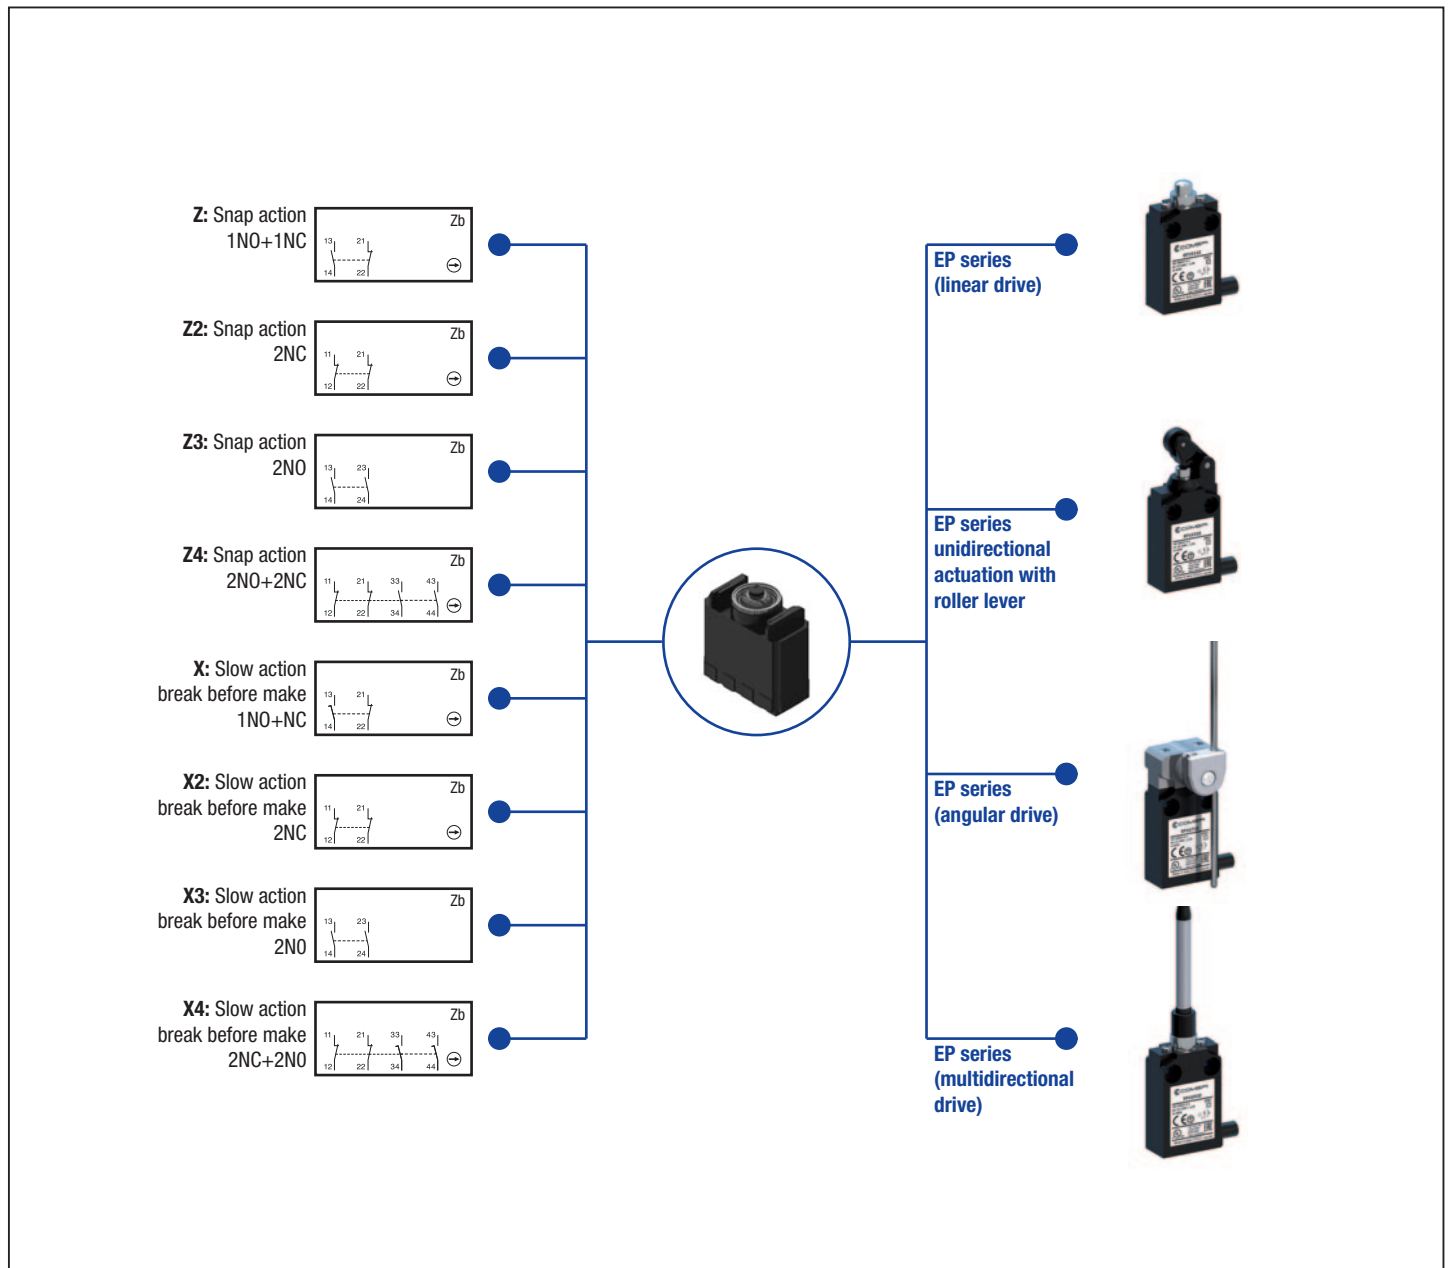 Z: Snap action
1NO+1NC
Zb
13 21
14 22
Z2: Snap action
2NC
Zb
11 21
12 22
Z3: Snap action
2NO
Zb
13 23
14 24
Z4: Snap action
2NO+2NC
Zb
11 21 33 43
12 22 34 44
X: Slow action
break before make
1NO+NC
Zb
13 21
14 22
X2: Slow action
break before make
2NC
Zb
11 21
12 22
X3: Slow action
break before make
2NO
Zb
13 23
14 24
X4: Slow action
break before make
2NC+2NO
Zb
11 21 33 43
12 22 34 44
EP series
(linear drive)
COMEPI
EP series
unidirectional
actuation with
roller lever
COMEPI
EP series
(angular drive)
COMEPI
EP series
(multidirectional
drive)
COMEPI